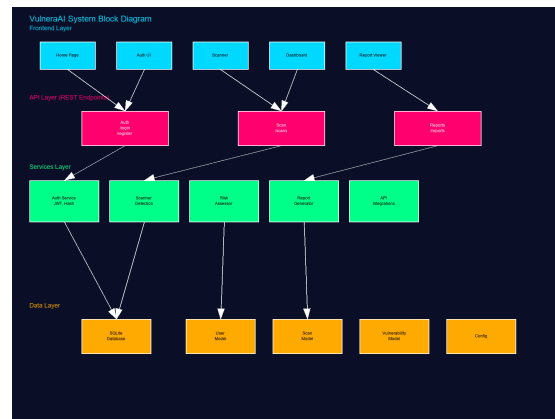 VulneraAI System Block Diagram
Frontend Layer
Home Page
Auth UI
Scanner
Dashboard
Report Viewer
API Layer (REST Endpoints)
Auth
/login
/register
Scan
/scans
Reports
/reports
Services Layer
Auth Service
JWT, Hash
Scanner
Detection
Risk
Assessor
Report
Generator
API
Integrations
Data Layer
SQLite
Database
User
Model
Scan
Model
Vulnerability
Model
Config